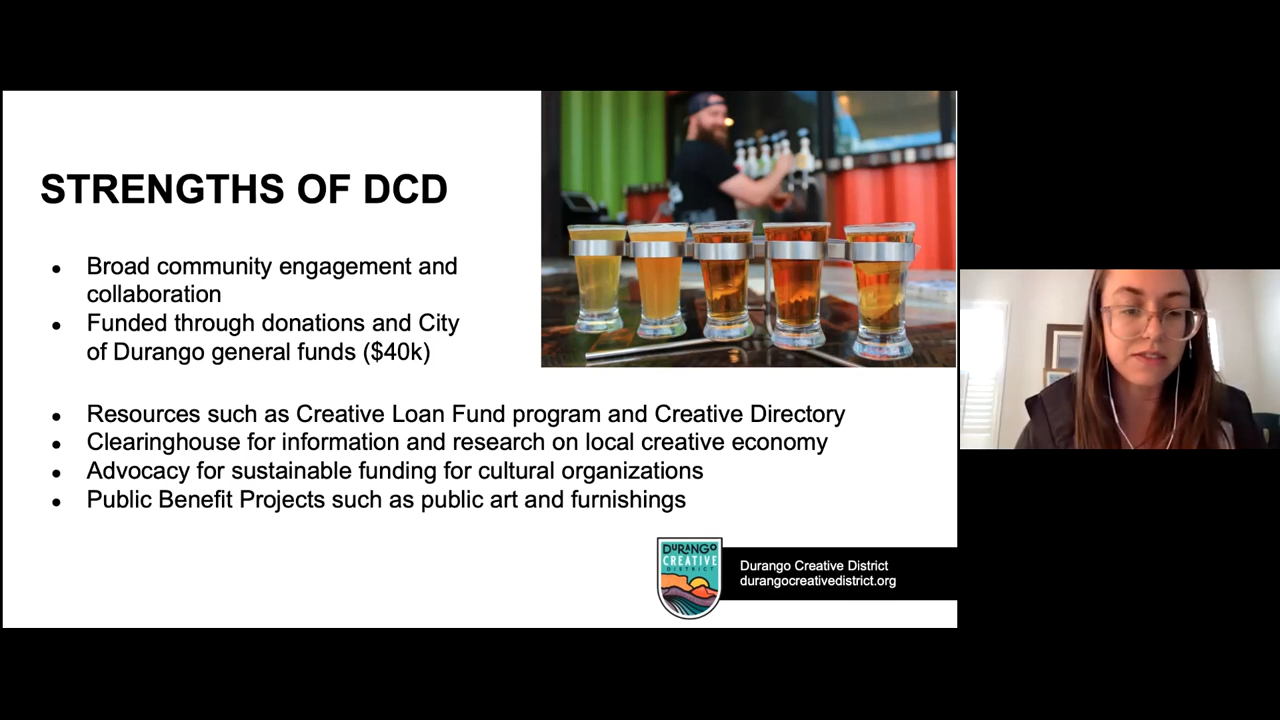 STRENGTHS OF DCD
● Broad community engagement and
collaboration
● Funded through donations and City
of Durango general funds ($40k)
● Resources such as Creative Loan Fund program and Creative Directory
● Clearinghouse for information and research on local creative economy
● Advocacy for sustainable funding for cultural organizations
● Public Benefit Projects such as public art and furnishings
DURANGO
CREATIVE
DISTRICT
Durango Creative District
durangocreativedistrict.org